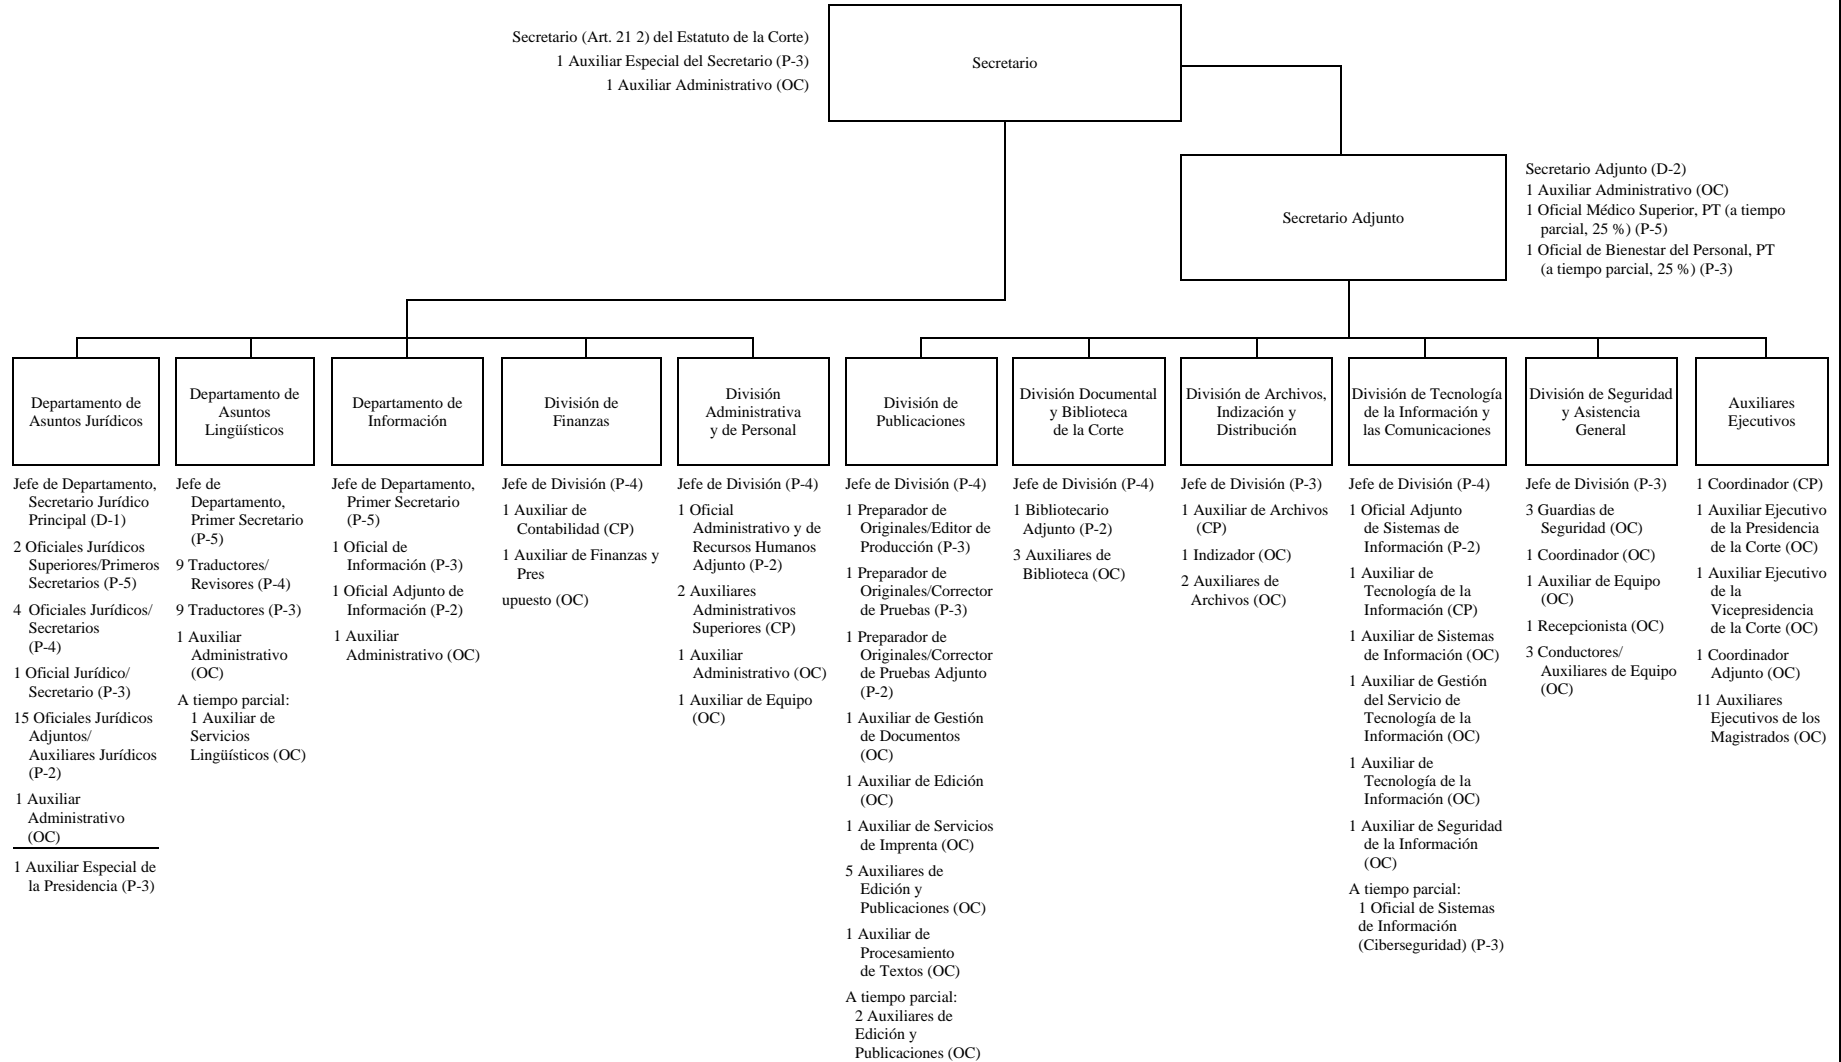 Secretario (Art. 21 2) del Estatuto de la Corte)
1 Auxiliar Especial del Secretario (P-3)
1 Auxiliar Administrativo (OC)
Secretario
Secretario Adjunto
Secretario Adjunto (D-2)
1 Auxiliar Administrativo (OC)
1 Oficial Médico Superior, PT (a tiempo
parcial, 25 %) (P-5)
1 Oficial de Bienestar del Personal, PT
(a tiempo parcial, 25 %) (P-3)
Departamento de
Asuntos Jurídicos
Jefe de Departamento,
Secretario Jurídico
Principal (D-1)
2 Oficiales Jurídicos
Superiores/Primeros
Secretarios (P-5)
4 Oficiales Jurídicos/
Secretarios
(P-4)
1 Oficial Jurídico/
Secretario (P-3)
15 Oficiales Jurídicos
Adjuntos/
Auxiliares Jurídicos
(P-2)
1 Auxiliar
Administrativo
(OC)
1 Auxiliar Especial de
la Presidencia (P-3)
Departamento de
Asuntos
Lingüísticos
Jefe de
Departamento,
Primer Secretario
(P-5)
9 Traductores/
Revisores (P-4)
9 Traductores (P-3)
1 Auxiliar
Administrativo
(OC)
A tiempo parcial:
1 Auxiliar de
Servicios
Lingüísticos (OC)
Departamento de
Información
Jefe de Departamento,
Primer Secretario
(P-5)
1 Oficial de
Información (P-3)
1 Oficial Adjunto de
Información (P-2)
1 Auxiliar
Administrativo (OC)
División de
Finanzas
Jefe de División (P-4)
1 Auxiliar de
Contabilidad (CP)
1 Auxiliar de Finanzas y
Pres
upuesto (OC)
División
Administrativa
y de Personal
Jefe de División (P-4)
1 Oficial
Administrativo y de
Recursos Humanos
Adjunto (P-2)
2 Auxiliares
Administrativos
Superiores (CP)
1 Auxiliar
Administrativo (OC)
1 Auxiliar de Equipo
(OC)
División de
Publicaciones
Jefe de División (P-4)
1 Preparador de
Originales/Editor de
Producción (P-3)
1 Preparador de
Originales/Corrector
de Pruebas (P-3)
1 Preparador de
Originales/Corrector
de Pruebas Adjunto
(P-2)
1 Auxiliar de Gestión
de Documentos
(OC)
1 Auxiliar de Edición
(OC)
1 Auxiliar de Servicios
de Imprenta (OC)
5 Auxiliares de
Edición y
Publicaciones (OC)
1 Auxiliar de
Procesamiento
de Textos (OC)
A tiempo parcial:
2 Auxiliares de
Edición y
Publicaciones (OC)
División Documental
y Biblioteca
de la Corte
Jefe de División (P-4)
1 Bibliotecario
Adjunto (P-2)
3 Auxiliares de
Biblioteca (OC)
División de Archivos,
Indización y
Distribución
Jefe de División (P-3)
1 Auxiliar de Archivos
(CP)
1 Indizador (OC)
2 Auxiliares de
Archivos (OC)
División de Tecnología
de la Información y
las Comunicaciones
Jefe de División (P-4)
1 Oficial Adjunto
de Sistemas de
Información (P-2)
1 Auxiliar de
Tecnología de la
Información (CP)
1 Auxiliar de Sistemas
de Información (OC)
1 Auxiliar de Gestión
del Servicio de
Tecnología de la
Información (OC)
1 Auxiliar de
Tecnología de la
Información (OC)
1 Auxiliar de Seguridad
de la Información
(OC)
A tiempo parcial:
1 Oficial de Sistemas
de Información
(Ciberseguridad) (P-3)
División de Seguridad
y Asistencia
General
Jefe de División (P-3)
3 Guardias de
Seguridad (OC)
1 Coordinador (OC)
1 Auxiliar de Equipo
(OC)
1 Recepcionista (OC)
3 Conductores/
Auxiliares de Equipo
(OC)
Auxiliares
Ejecutivos
1 Coordinador (CP)
1 Auxiliar Ejecutivo
de la Presidencia
de la Corte (OC)
1 Auxiliar Ejecutivo
de la
Vicepresidencia
de la Corte (OC)
1 Coordinador
Adjunto (OC)
11 Auxiliares
Ejecutivos de los
Magistrados (OC)